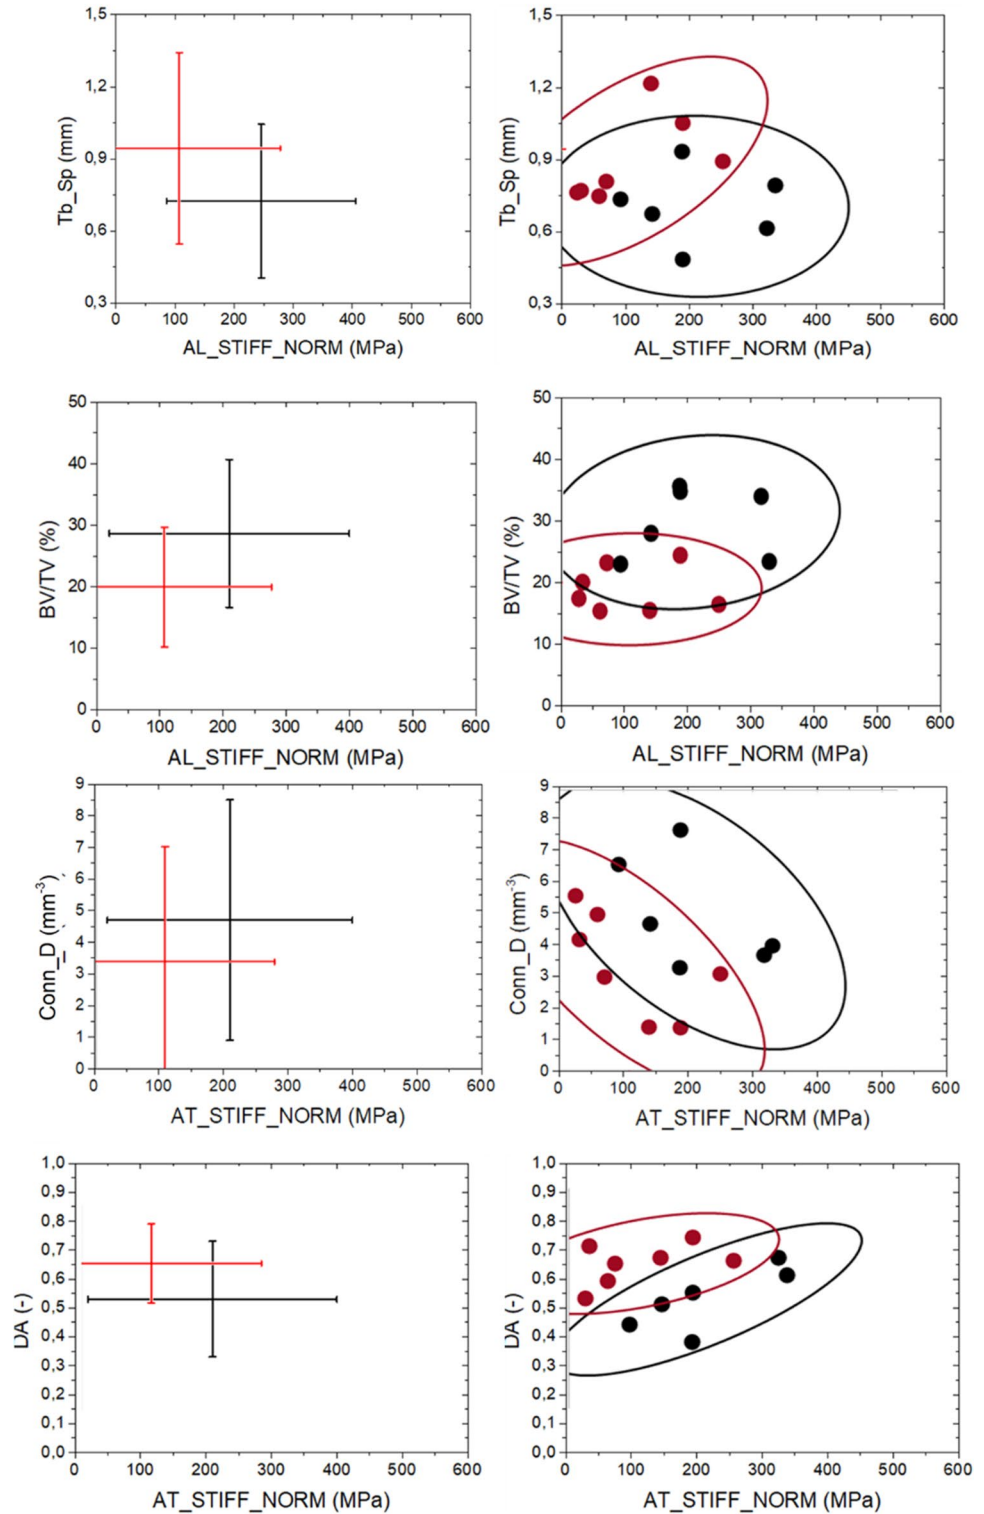 1,5
1,2
0,9
0,6
0,3
Tb_Sp (mm)
0 100 200 300 400 500 600
AL_STIFF_NORM (MPa)
1,5
1,2
0,9
0,6
0,3
Tb_Sp (mm)
0 100 200 300 400 500 600
AL_STIFF_NORM (MPa)
50
40
30
20
10
0
BV/TV (%)
0 100 200 300 400 500 600
AL_STIFF_NORM (MPa)
50
40
30
20
10
0
BV/TV (%)
0 100 200 300 400 500 600
AL_STIFF_NORM (MPa)
9
8
7
6
5
4
3
2
1
0
Conn_D (mm⁻³)
0 100 200 300 400 500 600
AT_STIFF_NORM (MPa)
9
8
7
6
5
4
3
2
1
0
Conn_D (mm⁻³)
0 100 200 300 400 500 600
AT_STIFF_NORM (MPa)
1,0
0,9
0,8
0,7
0,6
0,5
0,4
0,3
0,2
0,1
0,0
DA (-)
0 100 200 300 400 500 600
AT_STIFF_NORM (MPa)
1,0
0,9
0,8
0,7
0,6
0,5
0,4
0,3
0,2
0,1
0,0
DA (-)
0 100 200 300 400 500 600
AT_STIFF_NORM (MPa)